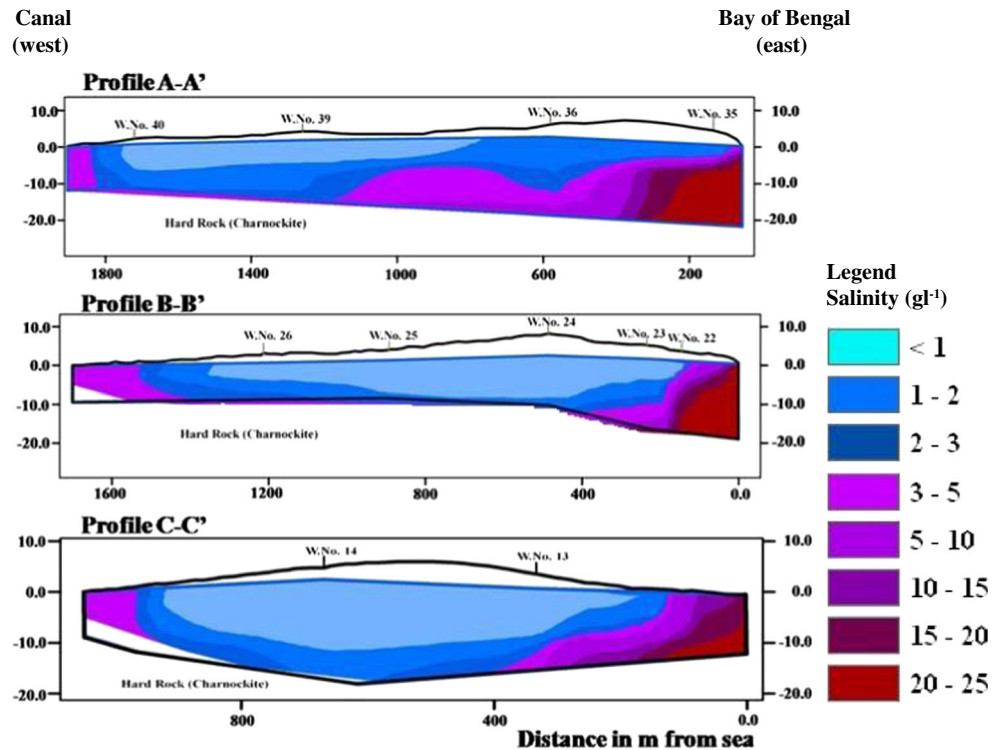 Canal
(west)
Bay of Bengal
(east)
Profile A-A’
10.0
0.0
-10.0
-20.0
W.No. 40
W.No. 39
W.No. 36
W.No. 35
10.0
0.0
-10.0
-20.0
Hard Rock (Charnockite)
1800
1400
1000
600
200
Profile B-B’
10.0
0.0
-10.0
-20.0
W.No. 26
W.No. 25
W.No. 24
W.No. 23
W.No. 22
10.0
0.0
-10.0
-20.0
Hard Rock (Charnockite)
1600
1200
800
400
0.0
Profile C-C’
10.0
0.0
-10.0
-20.0
W.No. 14
W.No. 13
10.0
0.0
-10.0
-20.0
Hard Rock (Charnockite)
800
400
0.0
Distance in m from sea
Legend
Salinity (gl⁻¹)
< 1
1 - 2
2 - 3
3 - 5
5 - 10
10 - 15
15 - 20
20 - 25